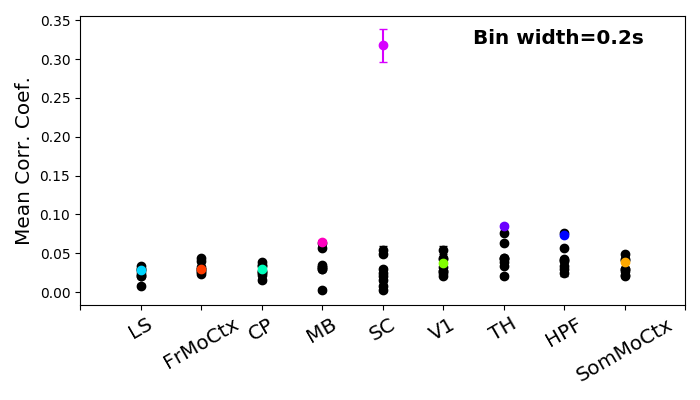 Bin width=0.2s
Mean Corr. Coef.
0.35
0.30
0.25
0.20
0.15
0.10
0.05
0.00
LS
FrMoCtx
CP
MB
SC
V1
TH
HPF
SomMoCtx